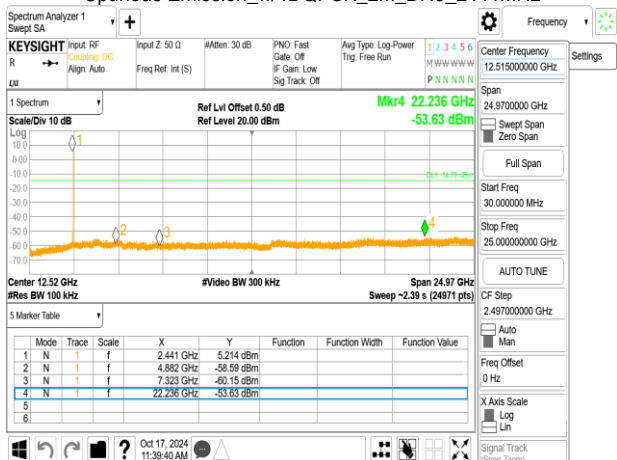 Spectrum Analyzer 1
Swept SA
+
Frequency
Settings
KEYSIGHT
R
LXI
Input: RF
Coupling: DC
Align: Auto
Input Z: 50 Ω
Freq Ref: Int (S)
#Atten: 30 dB
PNO: Fast
Gate: Off
IF Gain: Low
Sig Track: Off
Avg Type: Log-Power
Trig: Free Run
1 2 3 4 5 6
M W W W W W
P N N N N N
1 Spectrum
Scale/Div 10 dB
Ref Lvl Offset 0.50 dB
Ref Level 20.00 dBm
Mkr4 22.236 GHz
-53.63 dBm
Log
10.0
0.00
-10.0
-20.0
-30.0
-40.0
-50.0
-60.0
-70.0
1
2
3
4
Center 12.52 GHz
#Res BW 100 kHz
#Video BW 300 kHz
Span 24.97 GHz
Sweep ~2.39 s (24971 pts)
5 Marker Table
Mode Trace Scale X Y Function Function Width Function Value
1 N 1 f 2.441 GHz 5.214 dBm
2 N 1 f 4.882 GHz -58.59 dBm
3 N 1 f 7.323 GHz -60.15 dBm
4 N 1 f 22.236 GHz -53.63 dBm
5
6
Center Frequency
12.515000000 GHz
Span
24.9700000 GHz
Swept Span
Zero Span
Full Span
Start Freq
30.000000 MHz
Stop Freq
25.000000000 GHz
AUTO TUNE
CF Step
2.497000000 GHz
Auto
Man
Freq Offset
0 Hz
X Axis Scale
Log
Lin
Signal Track
?
Oct 17, 2024
11:39:40 AM